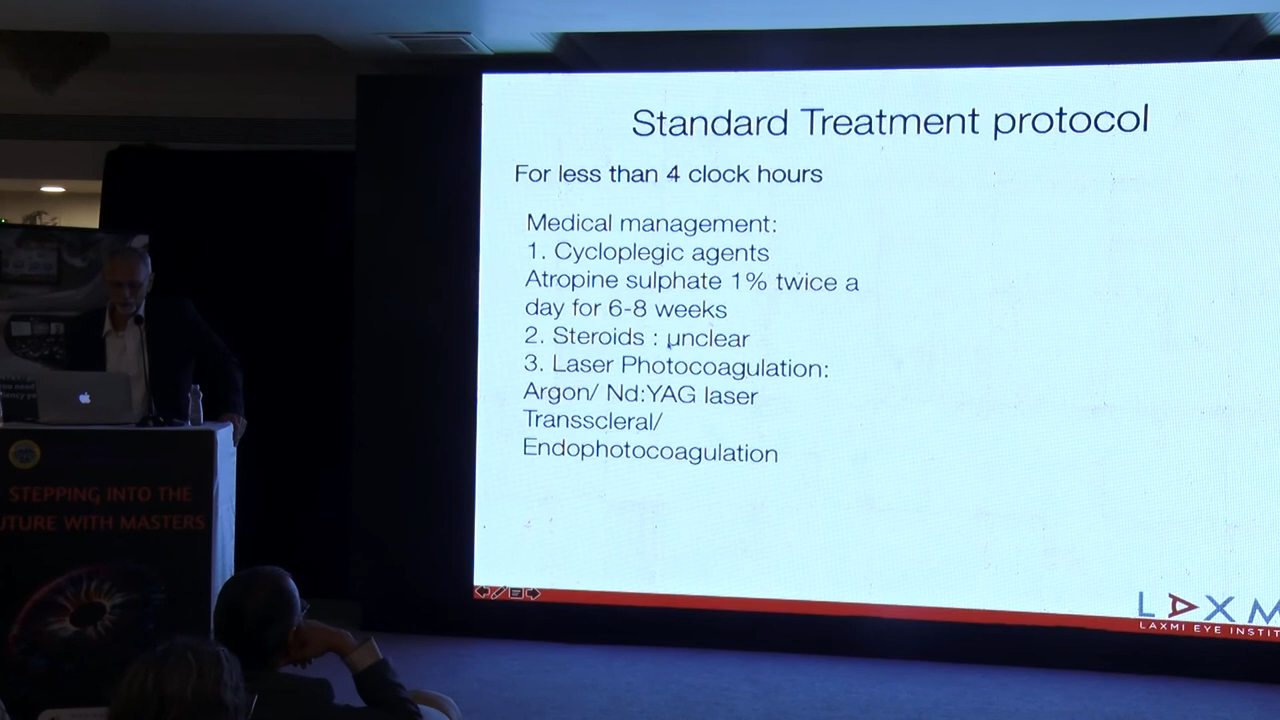 Standard Treatment protocol
For less than 4 clock hours
Medical management:
1. Cycloplegic agents
Atropine sulphate 1% twice a
day for 6-8 weeks
2. Steroids : unclear
3. Laser Photocoagulation:
Argon/ Nd:YAG laser
Transscleral/
Endophotocoagulation
LAXM
LAXMI EYE INSTIT
STEPPING INTO THE
UTURE WITH MASTERS